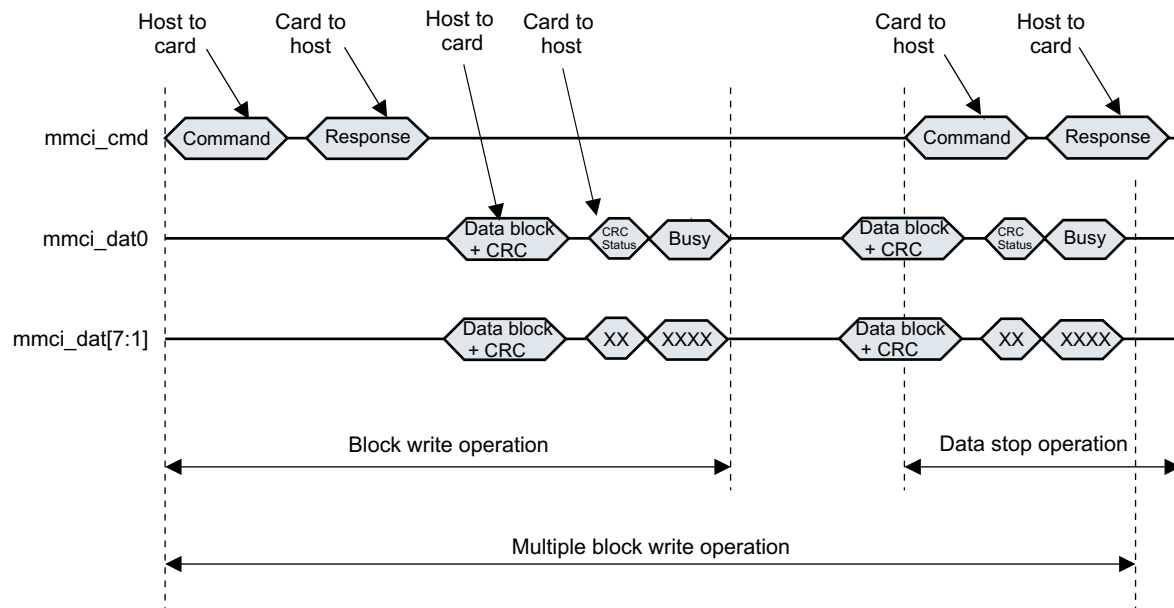 Host to
card
Card to
host
Host to
card
Card to
host
Card to
host
Host to
card
mmci_cmd
Command
Response
Command
Response
mmci_dat0
Data block
+ CRC
CRC
Status
Busy
Data block
+ CRC
CRC
Status
Busy
mmci_dat[7:1]
Data block
+ CRC
XX
XXXX
Data block
+ CRC
XX
XXXX
Block write operation
Data stop operation
Multiple block write operation